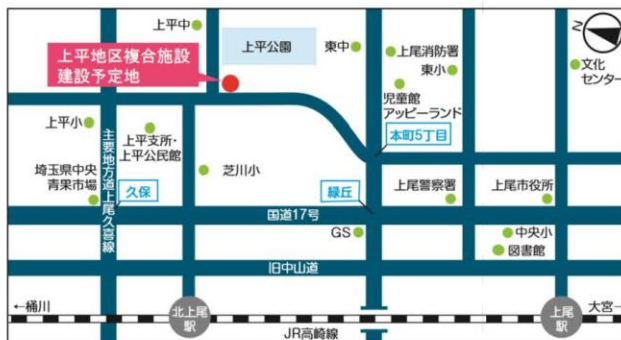 上平中
上平公園
東中
上尾消防署
東小
N
文化
センター
上平地区複合施設
建設予定地
児童館
アッピーランド
上平小
上平支所・
上平公民館
主要地方道上尾久喜線
本町5丁目
埼玉県中央
青果市場
久保
芝川小
緑丘
上尾警察署
上尾市役所
国道17号
GS
中央小
図書館
旧中山道
←桶川
北上尾
駅
上尾
駅
大宮→
JR高崎線